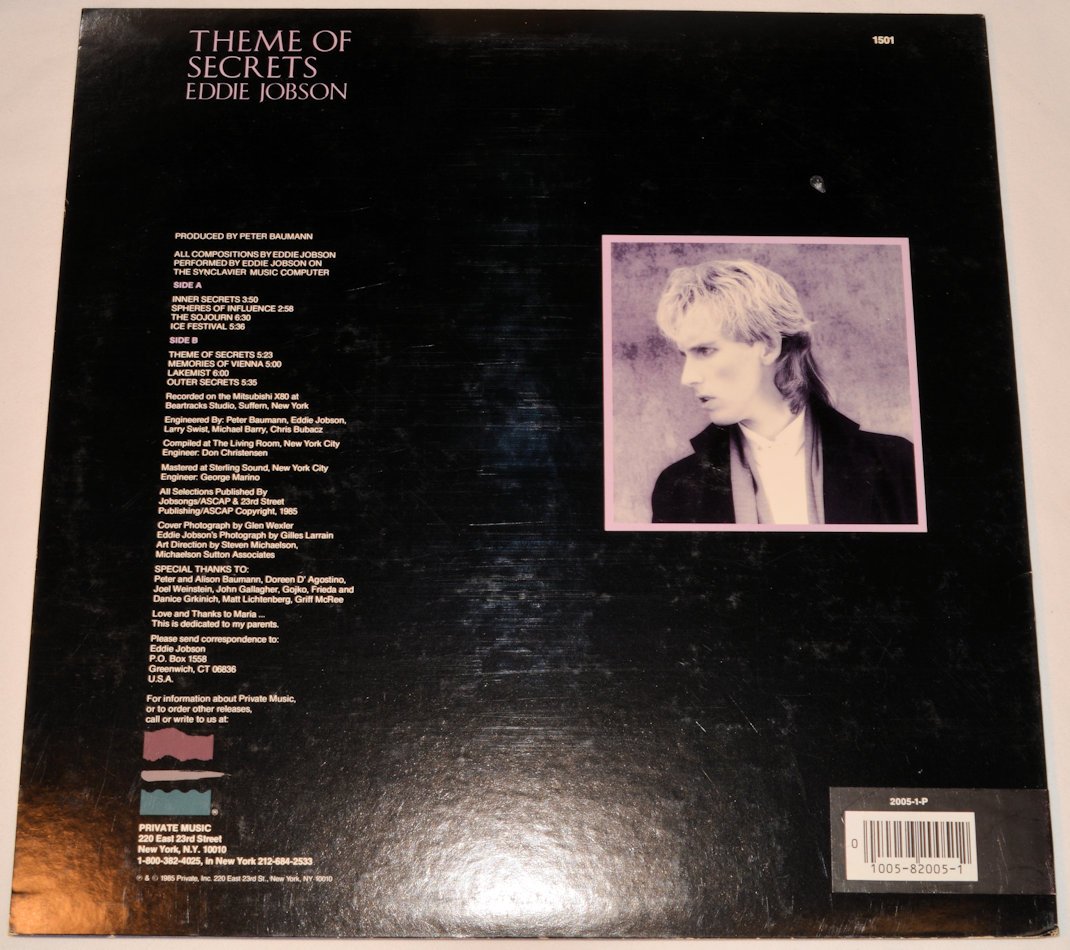 THEME OF
SECRETS
EDDIE JOBSON
1501
PRODUCED BY PETER BAUMANN
ALL COMPOSITIONS BY EDDIE JOBSON
PERFORMED BY EDDIE JOBSON ON
THE SYNCLAVIER MUSIC COMPUTER
SIDE A
INNER SECRETS 3:50
SPHERES OF INFLUENCE 2:58
THE SOJOURN 6:30
ICE FESTIVAL 5:36
SIDE B
THEME OF SECRETS 5:23
MEMORIES OF VIENNA 5:00
LAKEMIST 6:00
OUTER SECRETS 5:35
Recorded on the Mitsubishi X80 at
Beartracks Studio, Suffern, New York
Engineered By: Peter Baumann, Eddie Jobson,
Larry Swist, Michael Barry, Chris Bubacz
Compiled at The Living Room, New York City
Engineer: Don Christensen
Mastered at Sterling Sound, New York City
Engineer: George Marino
All Selections Published By
Jobsongs/ASCAP & 23rd Street
Publishing/ASCAP Copyright, 1985
Cover Photograph by Glen Wexler
Eddie Jobson's Photograph by Gilles Larrain
Art Direction by Steven Michaelson,
Michaelson Sutton Associates
SPECIAL THANKS TO:
Peter and Alison Baumann, Doreen D' Agostino,
Joel Weinstein, John Gallagher, Gojko, Frieda and
Danice Grkinich, Matt Lichtenberg, Griff McRee
Love and Thanks to Maria ...
This is dedicated to my parents.
Please send correspondence to:
Eddie Jobson
P.O. Box 1558
Greenwich, CT 06836
U.S.A.
For information about Private Music,
or to order other releases,
call or write to us at:
PRIVATE MUSIC
220 East 23rd Street
New York, N.Y. 10010
1-800-382-4025, in New York 212-684-2533
℗ & © 1985 Private, Inc. 220 East 23rd St., New York, NY 10010
2005-1-P
0 1005-82005-1